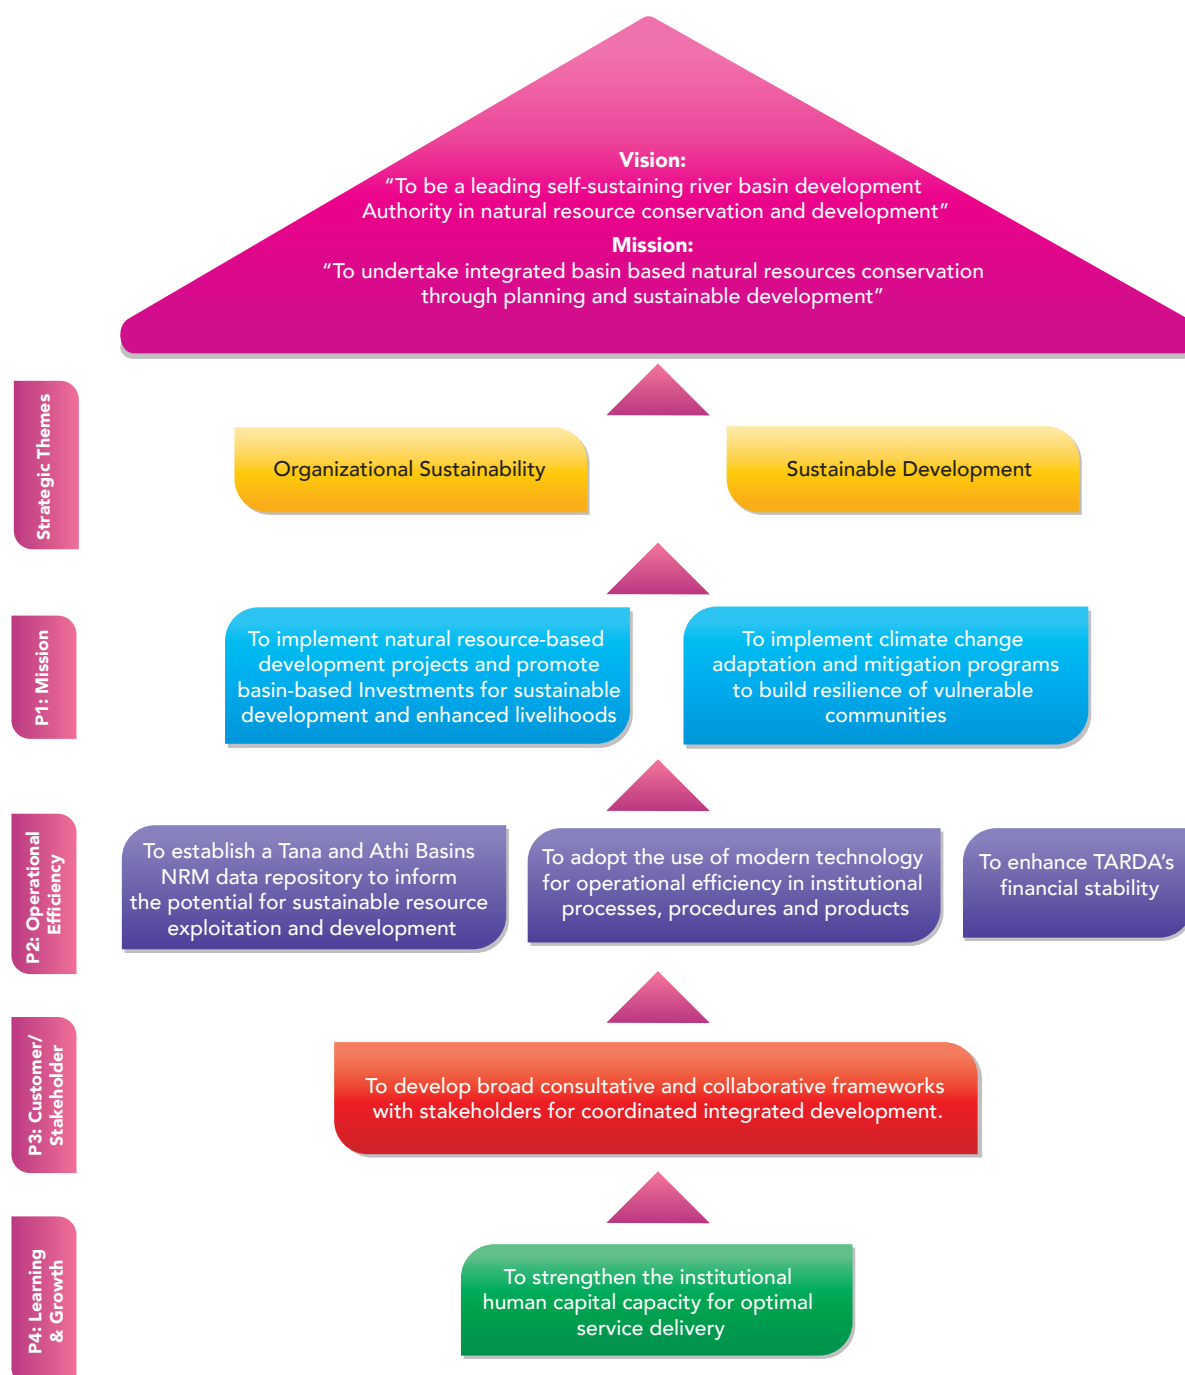 Vision:
“To be a leading self-sustaining river basin development
Authority in natural resource conservation and development”
Mission:
“To undertake integrated basin based natural resources conservation
through planning and sustainable development”
Strategic Themes
Organizational Sustainability
Sustainable Development
P1: Mission
To implement natural resource-based
development projects and promote
basin-based Investments for sustainable
development and enhanced livelihoods
To implement climate change
adaptation and mitigation programs
to build resilience of vulnerable
communities
P2: Operational
Efficiency
To establish a Tana and Athi Basins
NRM data repository to inform
the potential for sustainable resource
exploitation and development
To adopt the use of modern technology
for operational efficiency in institutional
processes, procedures and products
To enhance TARDA’s
financial stability
P3: Customer/
Stakeholder
To develop broad consultative and collaborative frameworks
with stakeholders for coordinated integrated development.
P4: Learning
& Growth
To strengthen the institutional
human capital capacity for optimal
service delivery